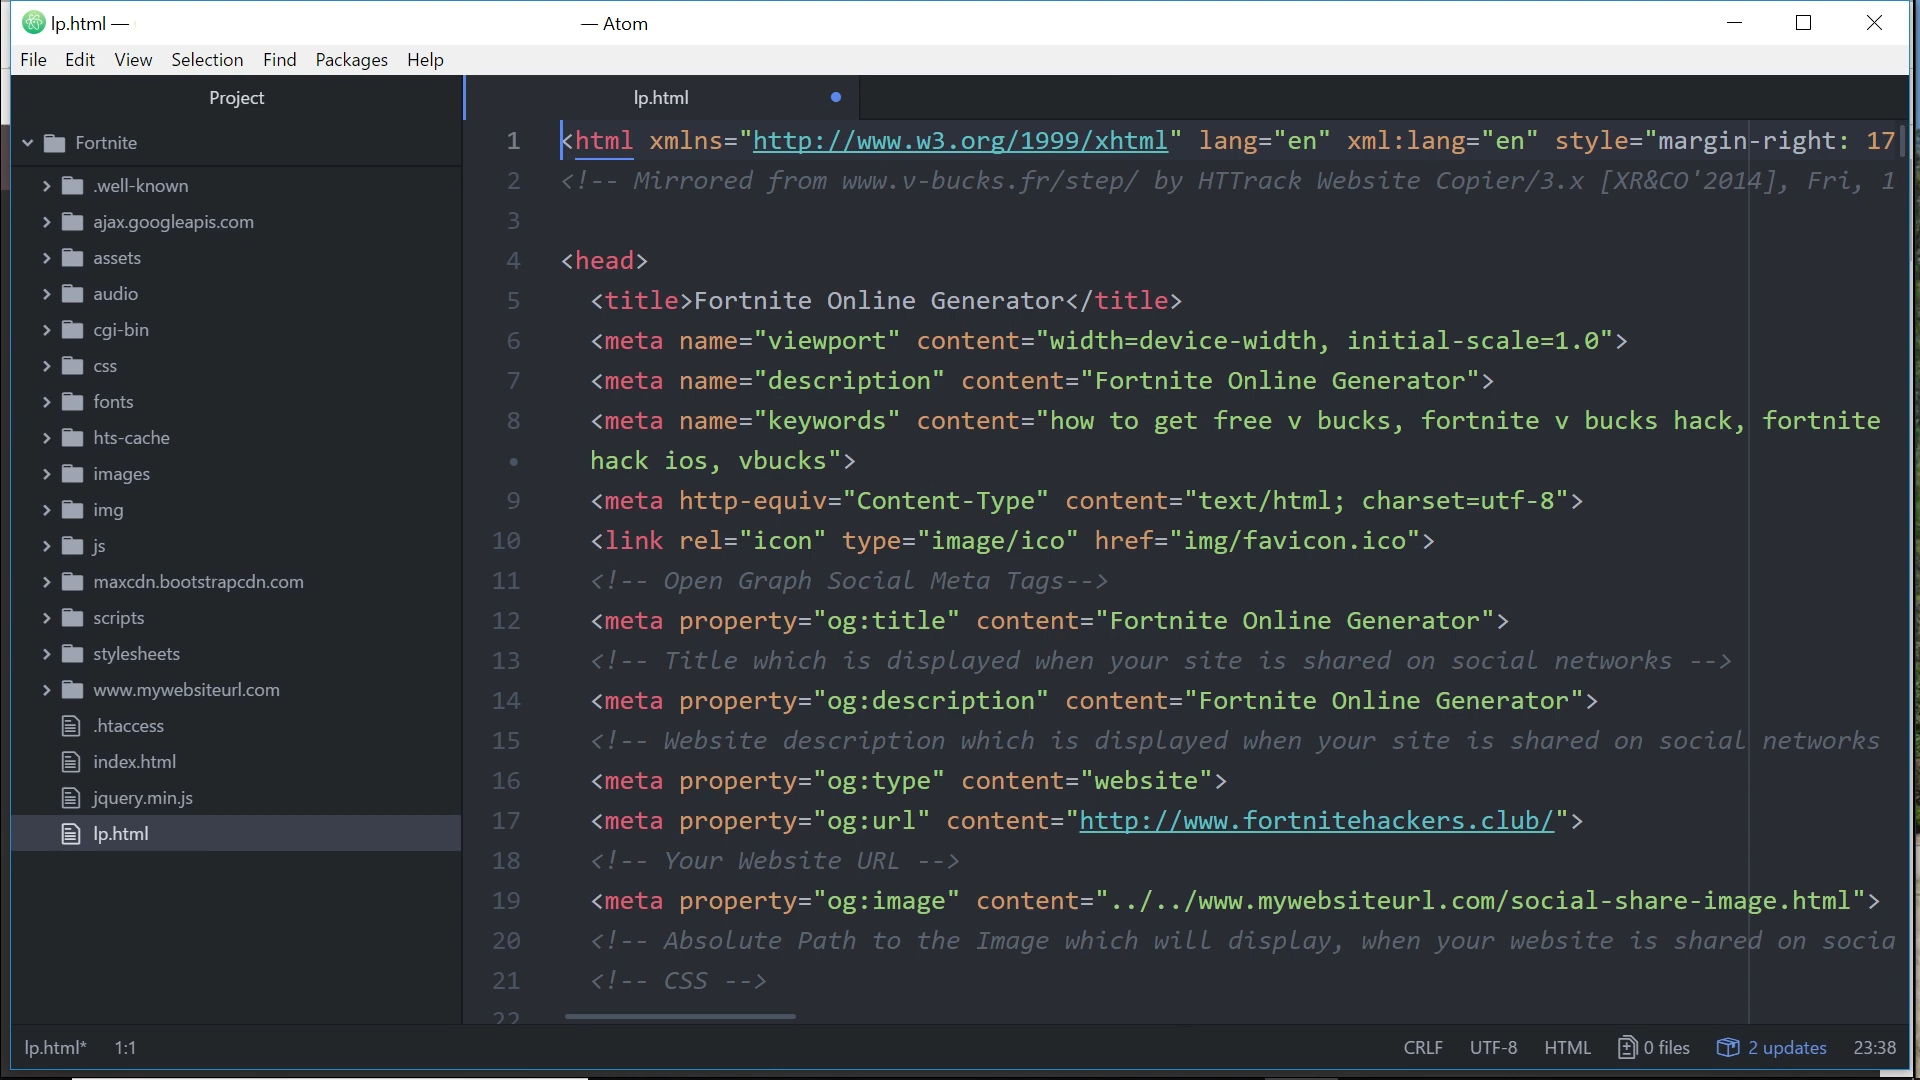 lp.html — — Atom
File Edit View Selection Find Packages Help
Project
Fortnite
.well-known
ajax.googleapis.com
assets
audio
cgi-bin
css
fonts
hts-cache
images
img
js
maxcdn.bootstrapcdn.com
scripts
stylesheets
www.mywebsiteurl.com
.htaccess
index.html
jquery.min.js
lp.html
lp.html
1 <html xmlns="http://www.w3.org/1999/xhtml" lang="en" xml:lang="en" style="margin-right: 17
2 <!-- Mirrored from www.v-bucks.fr/step/ by HTTrack Website Copier/3.x [XR&CO'2014], Fri, 1
3
4 <head>
5 <title>Fortnite Online Generator</title>
6 <meta name="viewport" content="width=device-width, initial-scale=1.0">
7 <meta name="description" content="Fortnite Online Generator">
8 <meta name="keywords" content="how to get free v bucks, fortnite v bucks hack, fortnite
• hack ios, vbucks">
9 <meta http-equiv="Content-Type" content="text/html; charset=utf-8">
10 <link rel="icon" type="image/ico" href="img/favicon.ico">
11 <!-- Open Graph Social Meta Tags-->
12 <meta property="og:title" content="Fortnite Online Generator">
13 <!-- Title which is displayed when your site is shared on social networks -->
14 <meta property="og:description" content="Fortnite Online Generator">
15 <!-- Website description which is displayed when your site is shared on social networks
16 <meta property="og:type" content="website">
17 <meta property="og:url" content="http://www.fortnitehackers.club/">
18 <!-- Your Website URL -->
19 <meta property="og:image" content="../../www.mywebsiteurl.com/social-share-image.html">
20 <!-- Absolute Path to the Image which will display, when your website is shared on socia
21 <!-- CSS -->
22
lp.html* 1:1 CRLF UTF-8 HTML 0 files 2 updates 23:38